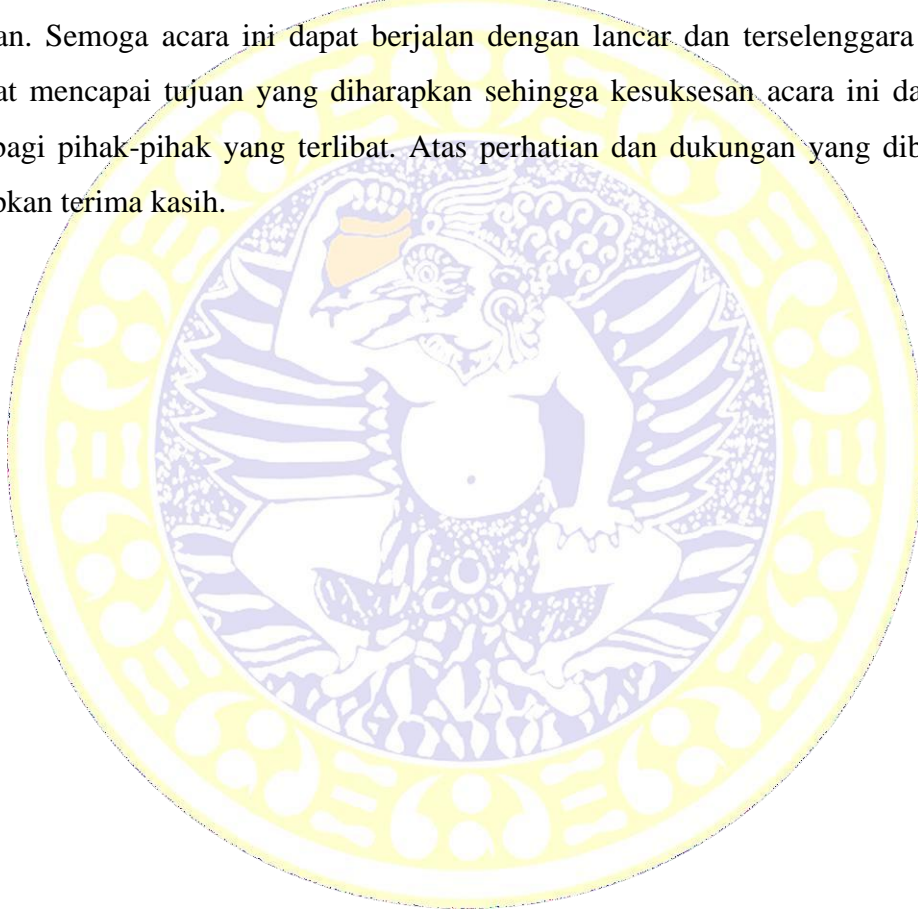 an. Semoga acara ini dapat berjalan dengan lancar dan terselenggara
at mencapai tujuan yang diharapkan sehingga kesuksesan acara ini da
bagi pihak-pihak yang terlibat. Atas perhatian dan dukungan yang dib
pkan terima kasih.